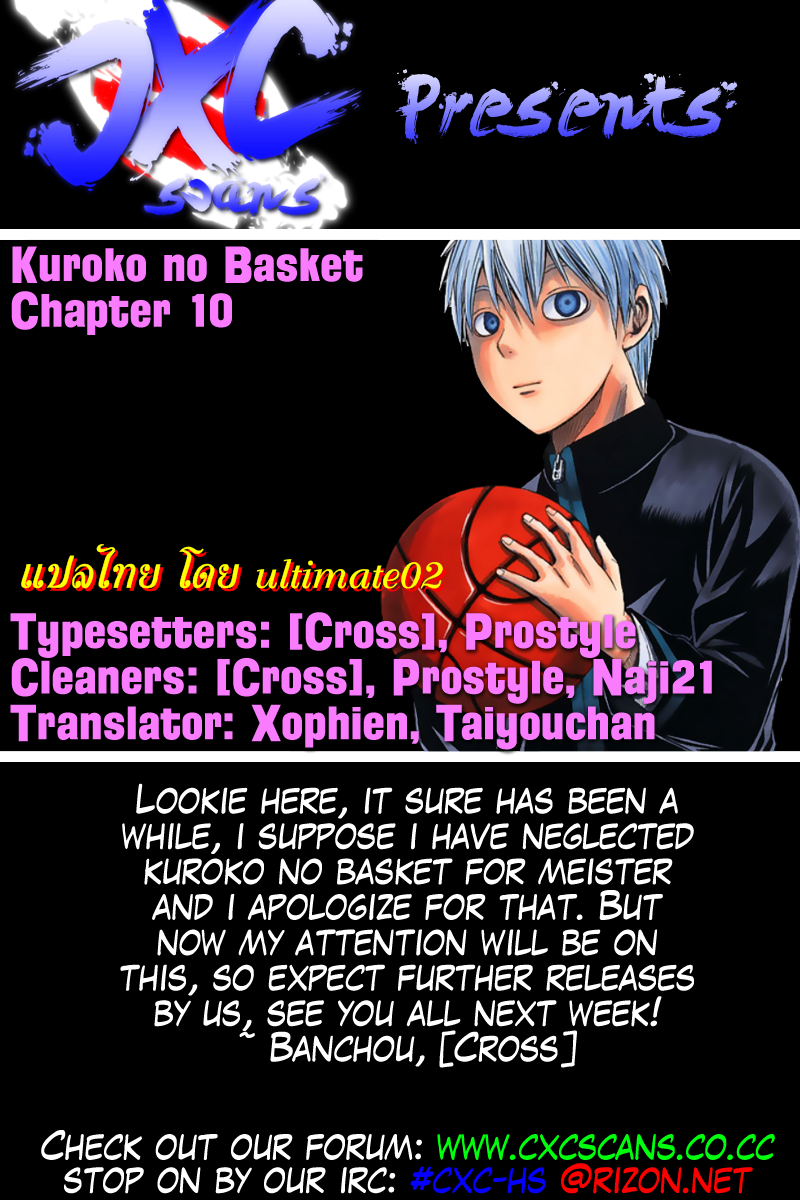 JXC
scans
Presents
Kuroko no Basket
Chapter 10
แปลไทย โดย ultimate02
Typesetters: [Cross], Prostyle
Cleaners: [Cross], Prostyle, Naji21
Translator: Xophien, Taiyouchan
LOOKIE HERE, IT SURE HAS BEEN A
WHILE, I SUPPOSE I HAVE NEGLECTED
KUROKO NO BASKET FOR MEISTER
AND I APOLOGIZE FOR THAT. BUT
NOW MY ATTENTION WILL BE ON
THIS, SO EXPECT FURTHER RELEASES
BY US, SEE YOU ALL NEXT WEEK!
~ BANCHOU, [CROSS]
CHECK OUT OUR FORUM: WWW.CXCSCANS.CO.CC
STOP ON BY OUR IRC: #CXC-HS @RIZON.NET